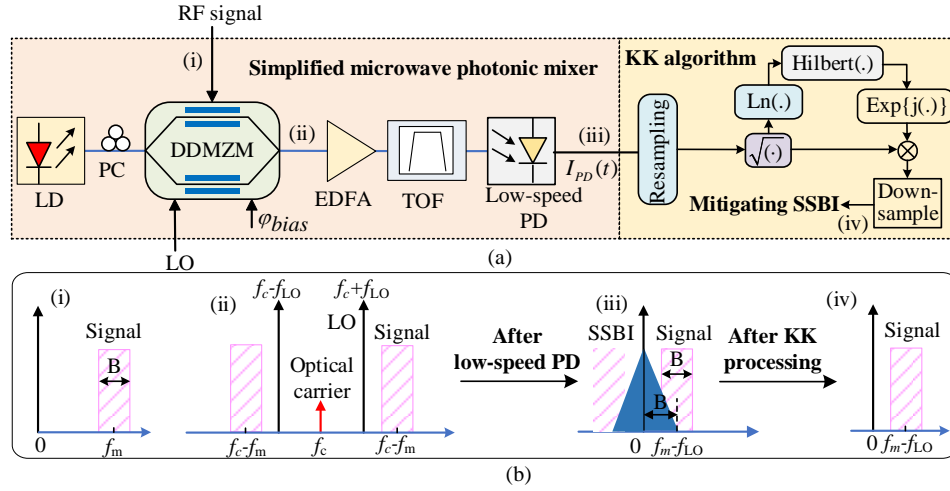 RF signal
(a)
(i)
Simplified microwave photonic mixer
KK algorithm
Hilbert(.)
Ln(.)
Exp{j(.)}
(ii)
(iii)
DDMZM
LD
PC
EDFA
TOF
Low-speed
PD
I_PD(t)
Resampling
√(·)
Down-
sample
Mitigating SSBI
(iv)
φ_bias
LO
(a)
(i)
Signal
B
0
f_m
(ii)
f_c-f_LO
f_c+f_LO
LO
Signal
Optical
carrier
f_c-f_m
f_c
f_c-f_m
After
low-speed PD
(iii)
SSBI
Signal
B
B
0
f_m-f_LO
After KK
processing
(iv)
Signal
0
f_m-f_LO
(b)